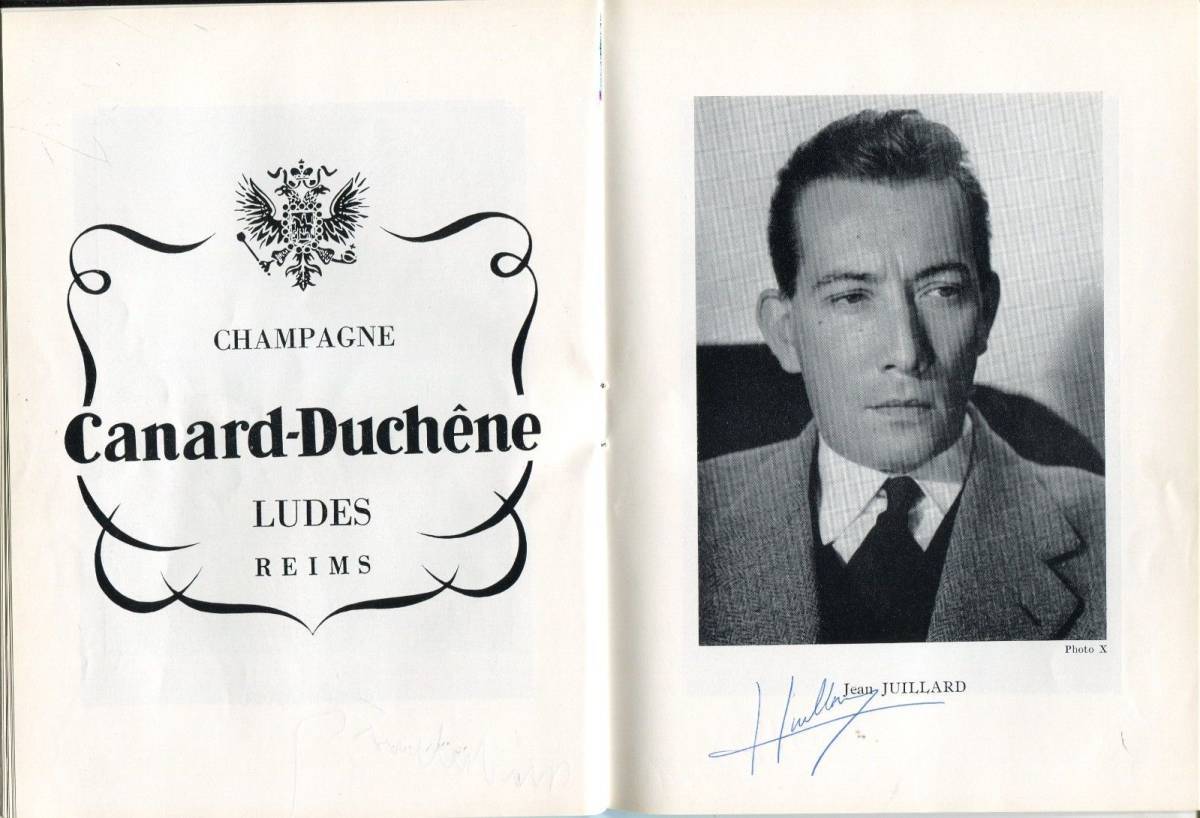 CHAMPAGNE
Canard-Duchêne
LUDES
REIMS
Photo X
Jean JUILLARD